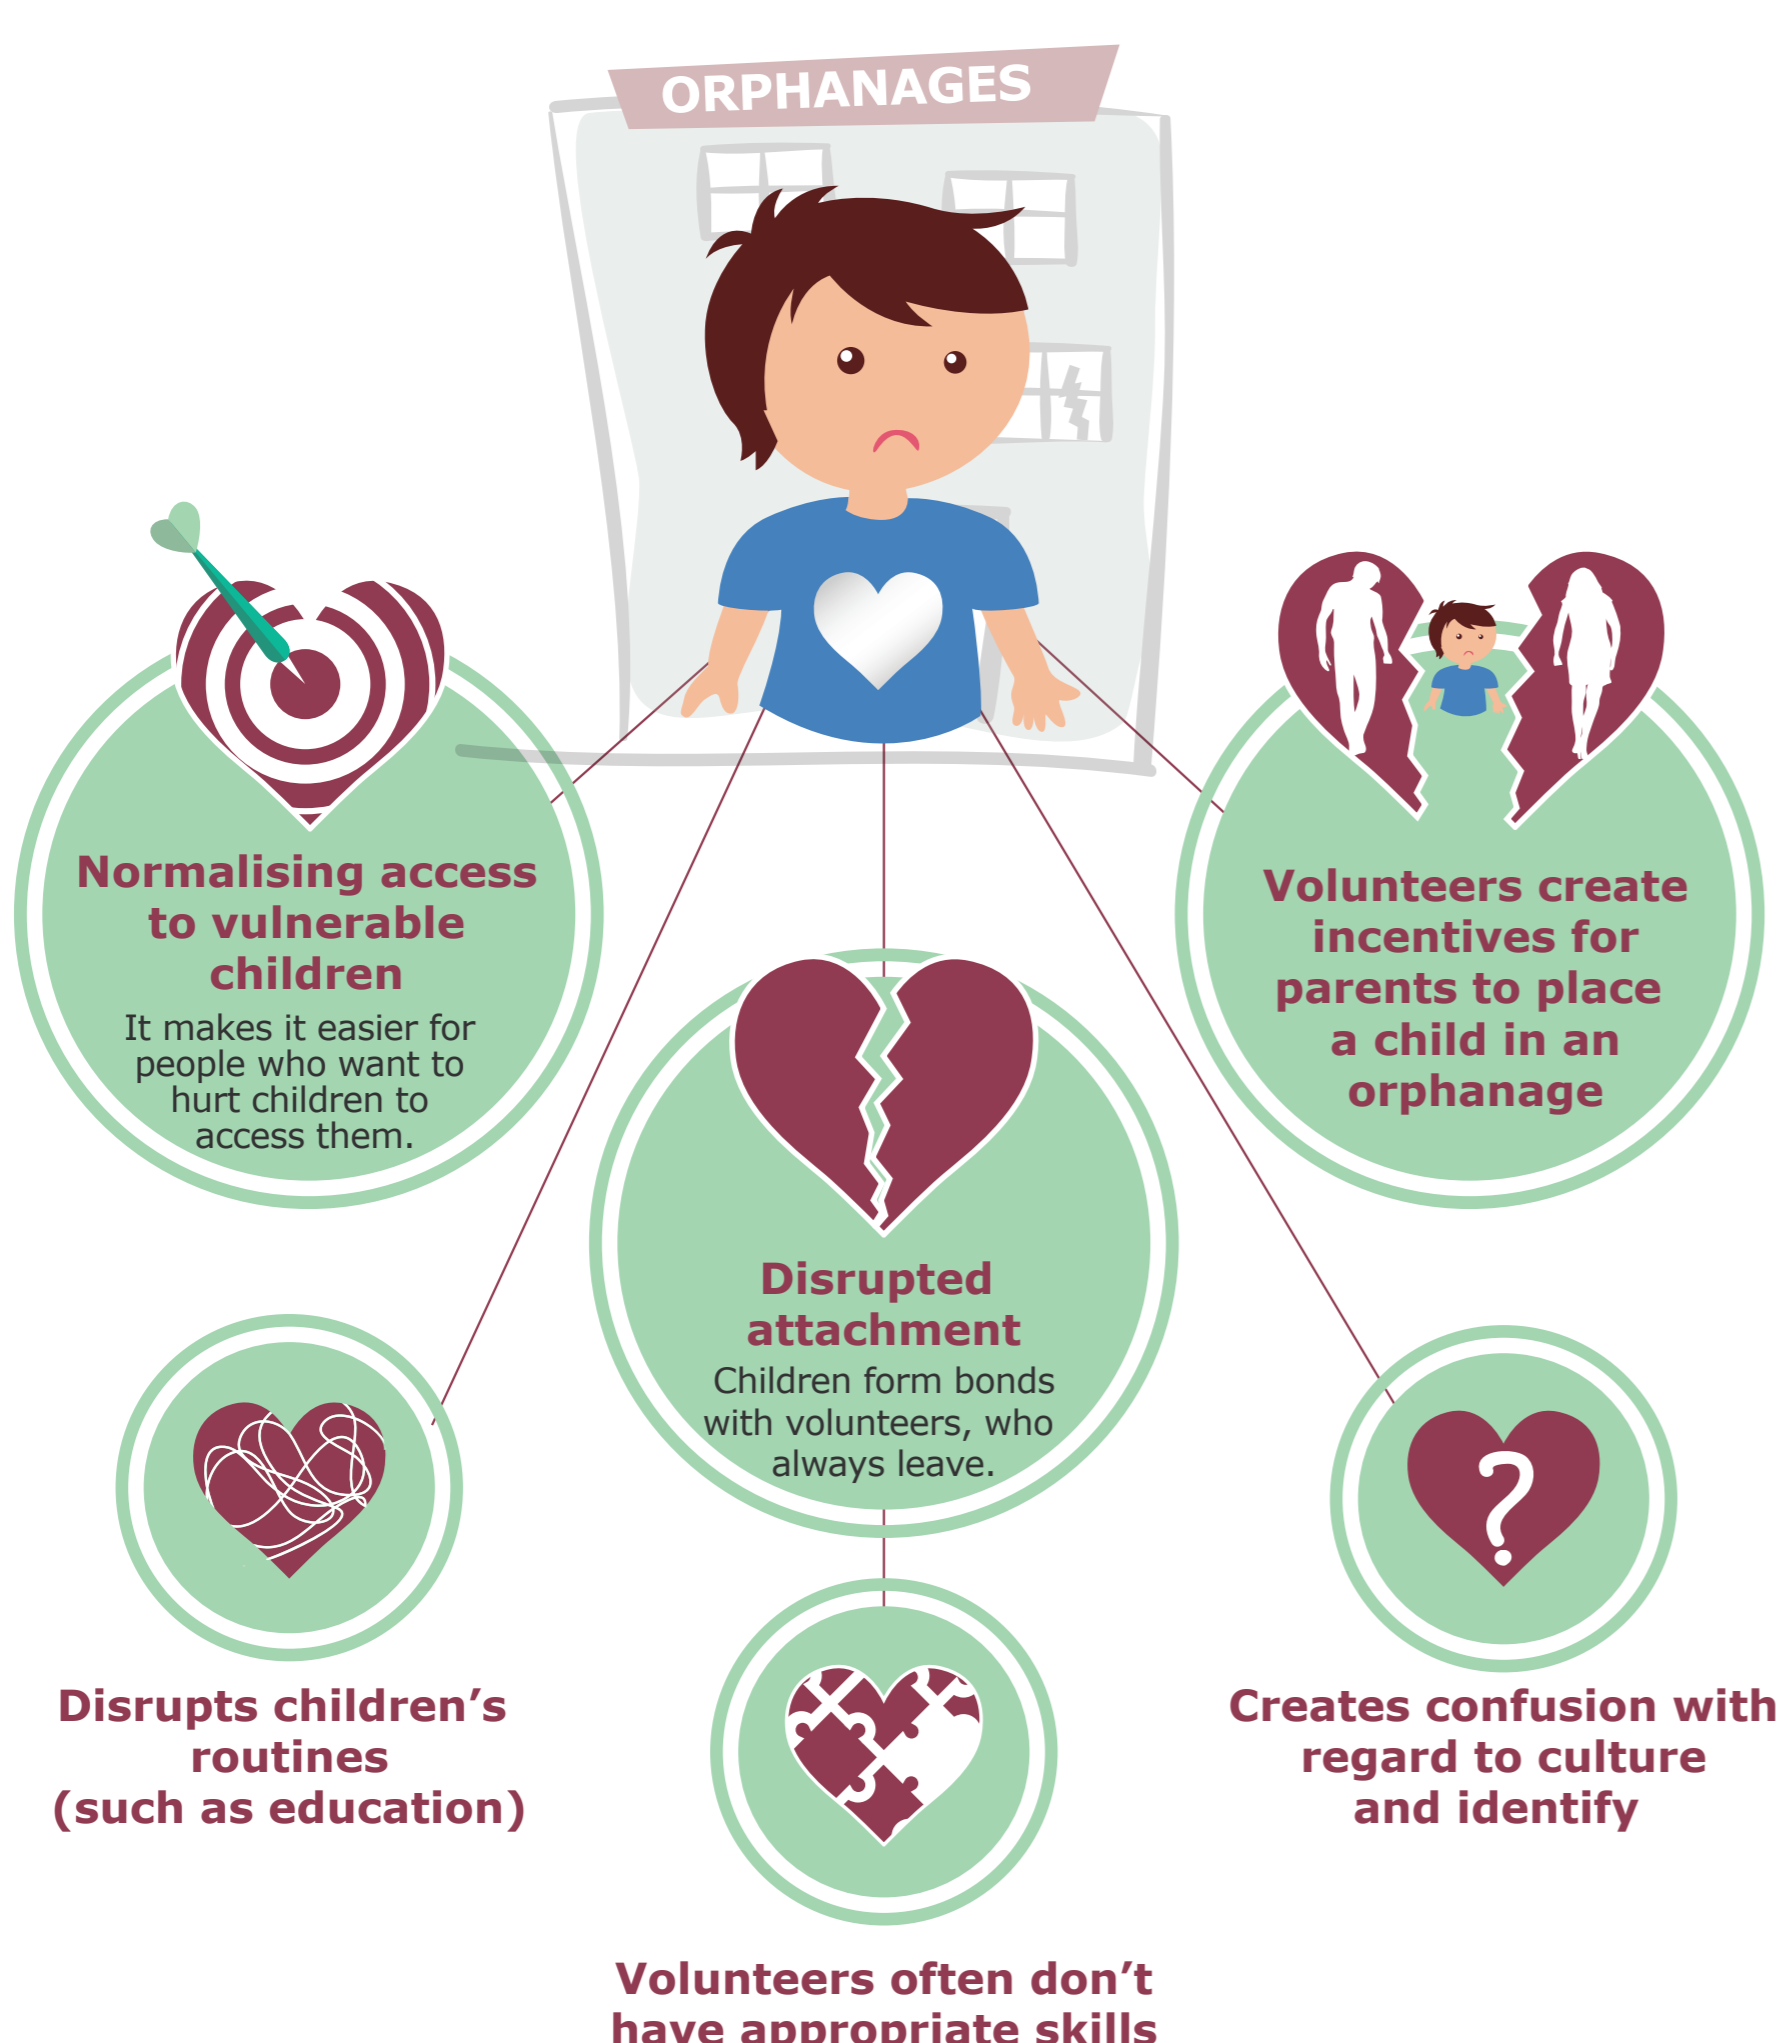 ORPHANAGES
Normalising access
to vulnerable
children
It makes it easier for
people who want to
hurt children to
access them.
Volunteers create
incentives for
parents to place
a child in an
orphanage
Disrupted
attachment
Children form bonds
with volunteers, who
always leave.
Disrupts children’s
routines
(such as education)
Creates confusion with
regard to culture
and identify
Volunteers often don’t
have appropriate skills